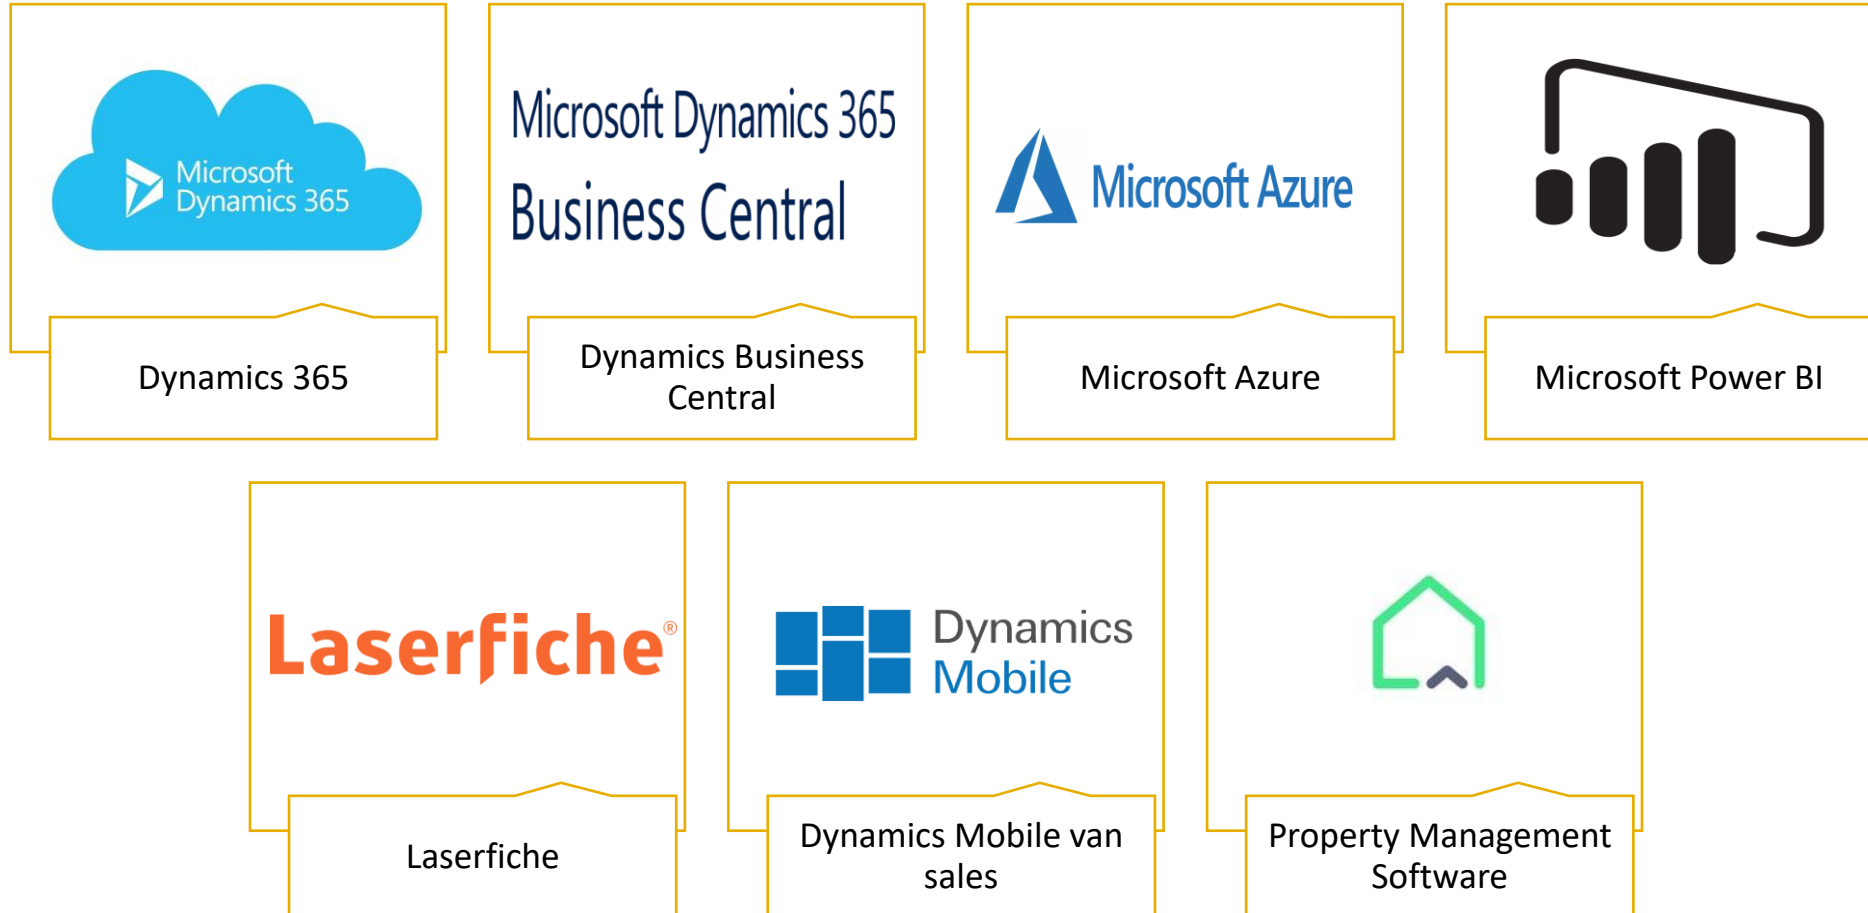 Microsoft
Dynamics 365
Microsoft Dynamics 365
Business Central
Microsoft Azure
Dynamics 365
Dynamics Business
Central
Microsoft Azure
Microsoft Power BI
Laserfiche®
Dynamics
Mobile
Laserfiche
Dynamics Mobile van
sales
Property Management
Software